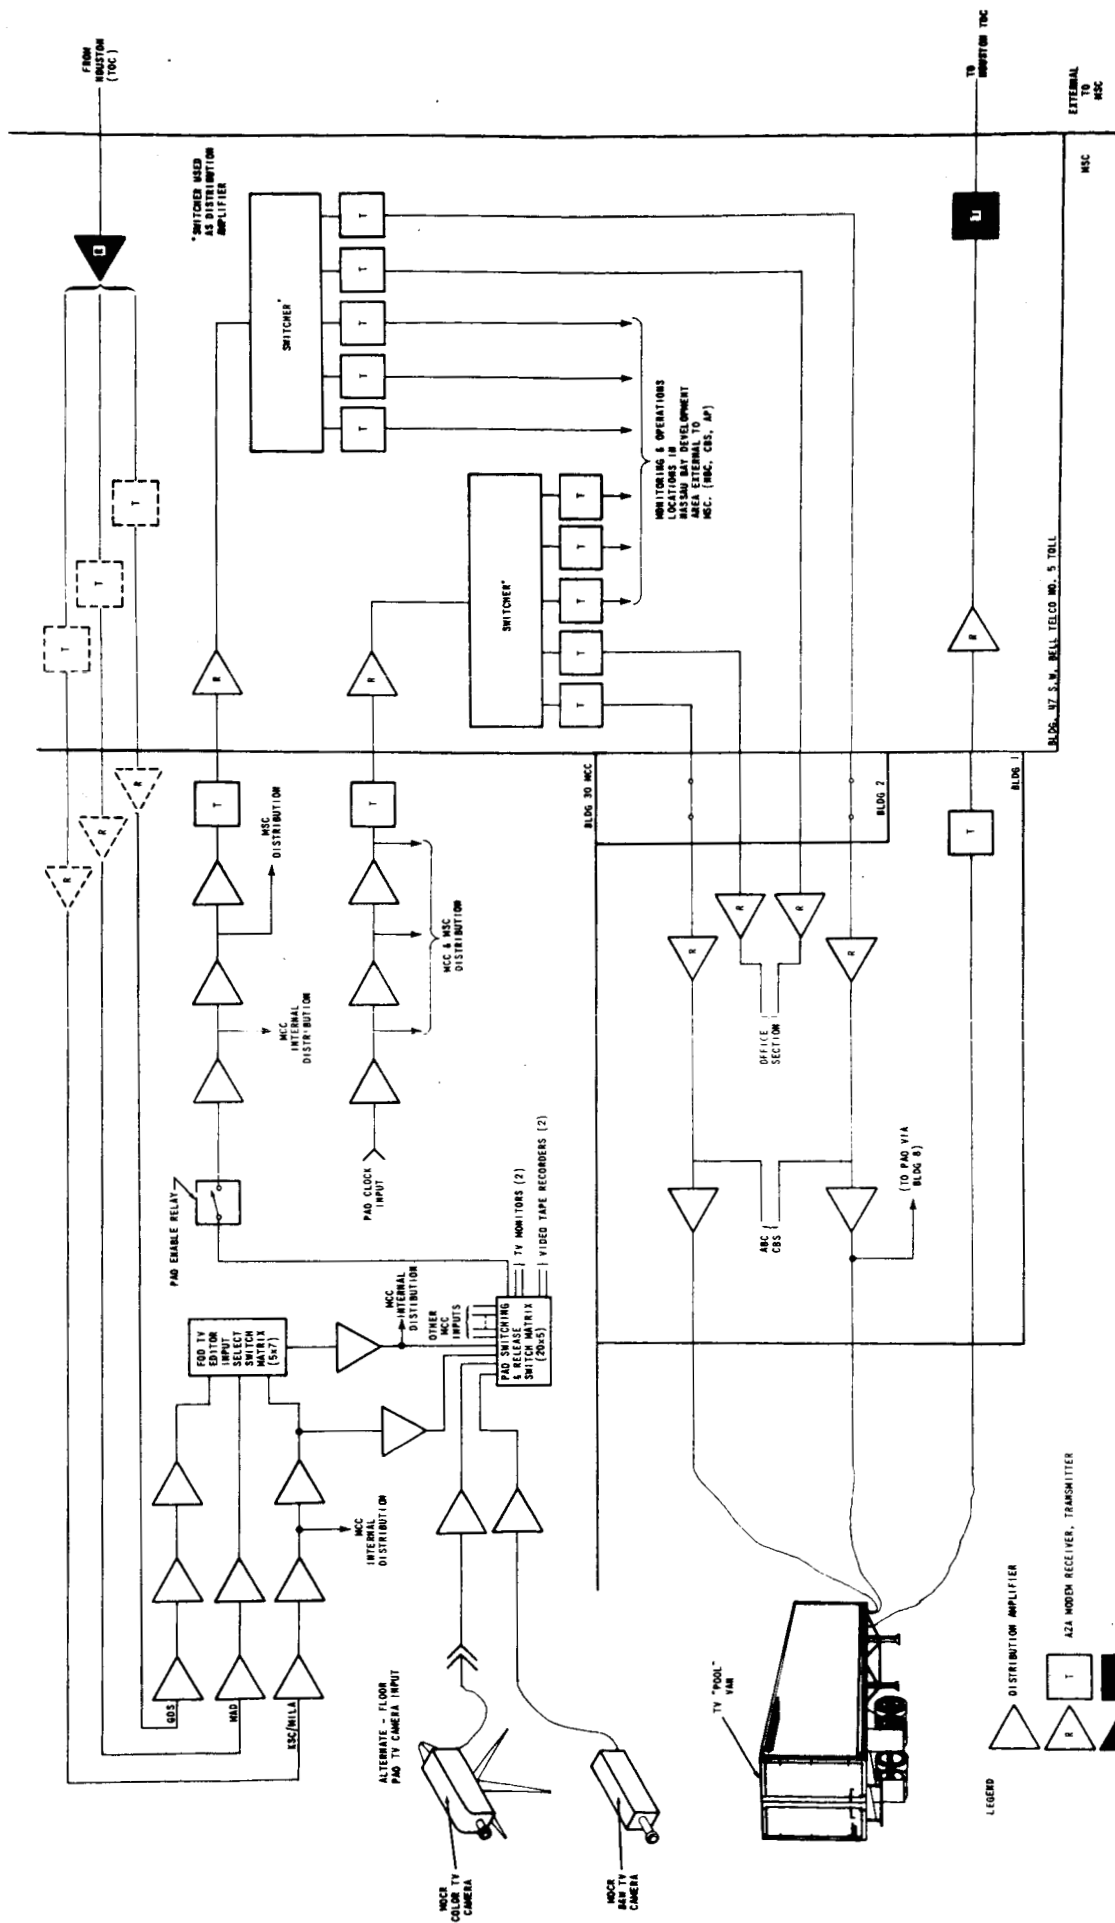 FROM
HOUSTON
(TOC)
R
*SWITCHER USED
AS DISTRIBUTION
AMPLIFIER
TO
HOUSTON TOC
EXTERNAL
TO
MSC
MSC
T
T
T
SWITCHER*
T
T
T
T
T
SWITCHER*
T
T
T
T
T
MONITORING & OPERATIONS
LOCATIONS IN
NASSAU BAY DEVELOPMENT
AREA EXTERNAL TO
MSC. (NBC, CBS, AP)
R
R
R
BLDG. 47 S.W. BELL TELCO NO. 5 TOLL
R
R
R
T
MSC
DISTRIBUTION
T
MCC & MSC
DISTRIBUTION
MCC
INTERNAL
DISTRIBUTION
BLDG 30 MCC
BLDG 2
BLDG 1
T
R
R
R
R
OFFICE
SECTION
PAO ENABLE RELAY
PAO CLOCK
INPUT
ABC
CBS
(TO PAO VIA
BLDG 8)
FOD TV
EDITOR
INPUT
SELECT
SWITCH
MATRIX
(5x7)
MCC
INTERNAL
DISTRIBUTION
OTHER
MCC
INPUTS
PAO SWITCHING
& RELEASE
SWITCH MATRIX
(20x5)
TV MONITORS (2)
VIDEO TAPE RECORDERS (2)
MCC
INTERNAL
DISTRIBUTION
GDS
MAD
KSC/MILA
ALTERNATE - FLOOR
PAO TV CAMERA INPUT
MOCR
COLOR TV
CAMERA
MOCR
B&W TV
CAMERA
TV "POOL"
VAN
LEGEND
DISTRIBUTION AMPLIFIER
R
T
A2A MODEM RECEIVER, TRANSMITTER